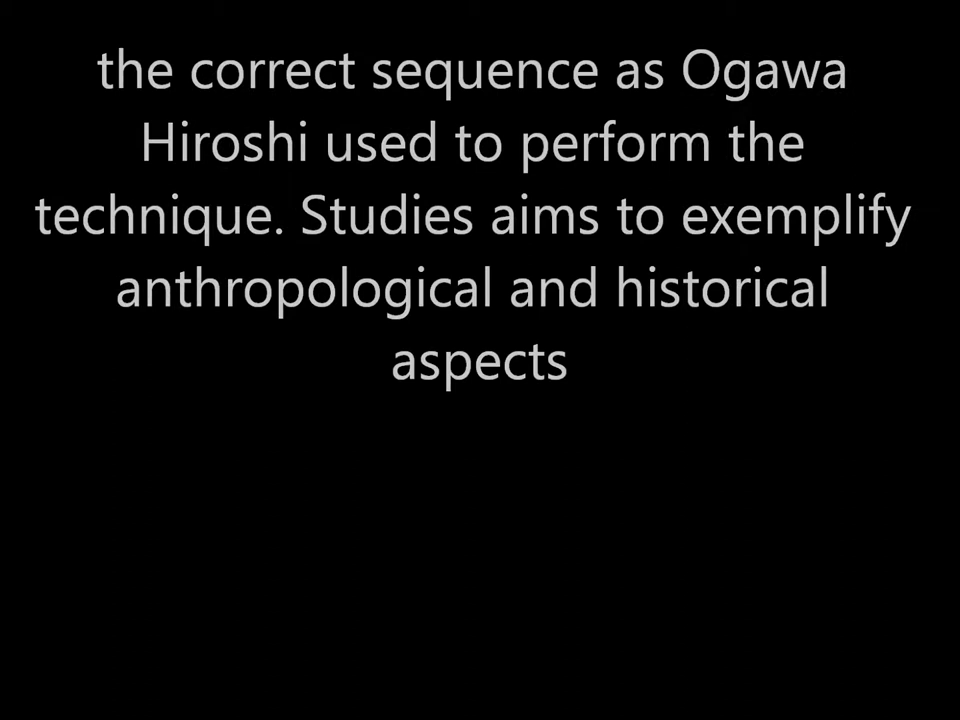 the correct sequence as Ogawa
Hiroshi used to perform the
technique. Studies aims to exemplify
anthropological and historical
aspects